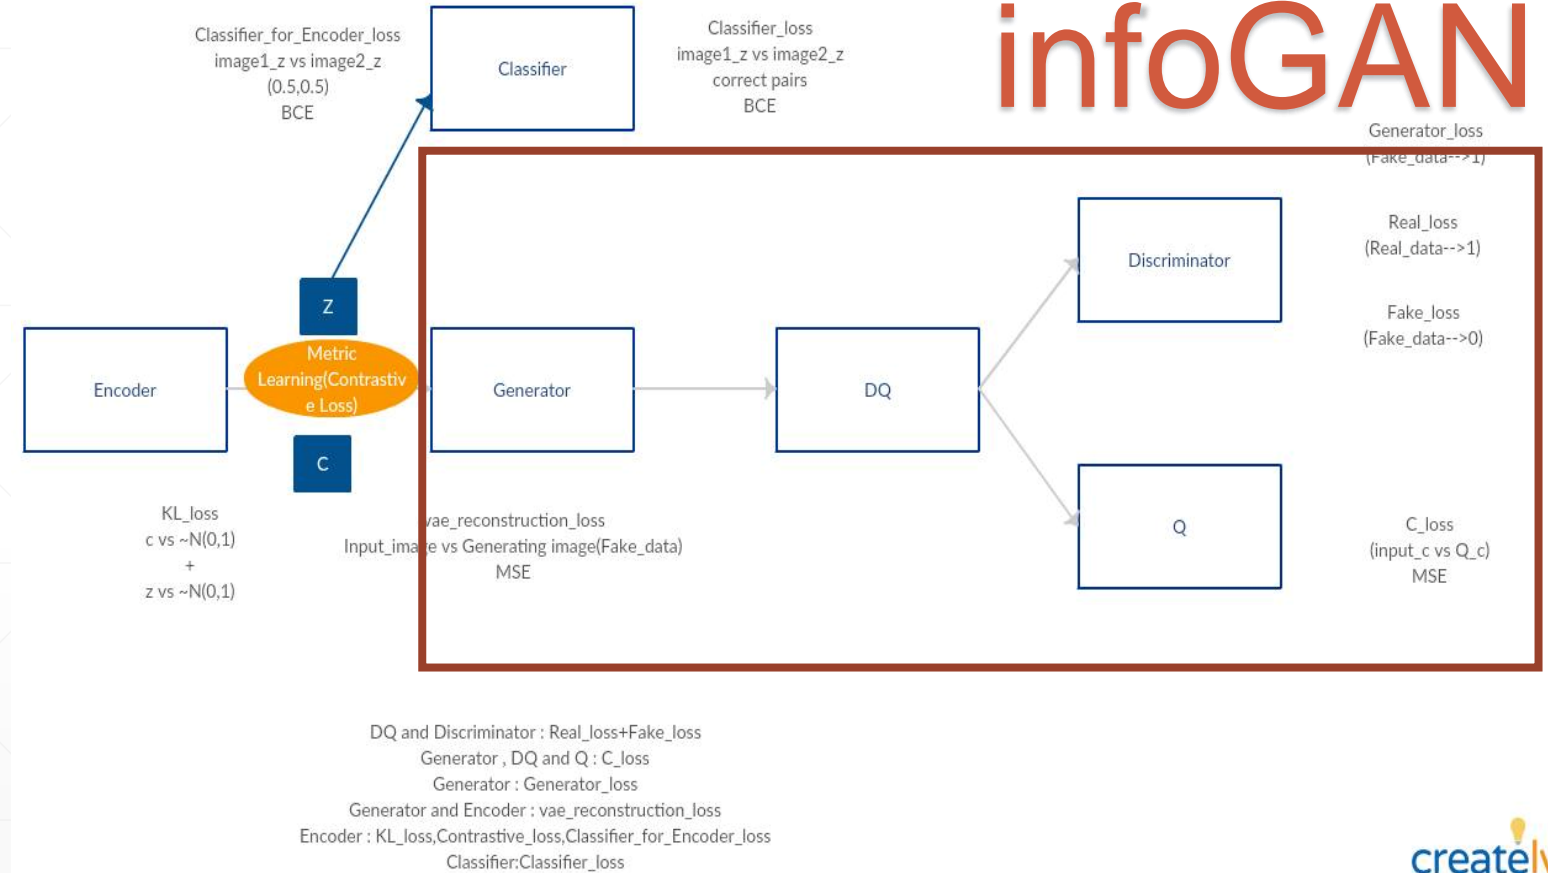 infoGAN
Classifier_for_Encoder_loss
image1_z vs image2_z
(0.5,0.5)
BCE
Classifier
Classifier_loss
image1_z vs image2_z
correct pairs
BCE
Generator_loss
(Fake_data-->1)
Discriminator
Real_loss
(Real_data-->1)
Fake_loss
(Fake_data-->0)
Z
Metric
Learning(Contrastiv
e Loss)
C
Encoder
Generator
DQ
Q
KL_loss
c vs ~N(0,1)
+
z vs ~N(0,1)
vae_reconstruction_loss
Input_image vs Generating image(Fake_data)
MSE
C_loss
(input_c vs Q_c)
MSE
DQ and Discriminator : Real_loss+Fake_loss
Generator , DQ and Q : C_loss
Generator : Generator_loss
Generator and Encoder : vae_reconstruction_loss
Encoder : KL_loss,Contrastive_loss,Classifier_for_Encoder_loss
Classifier:Classifier_loss